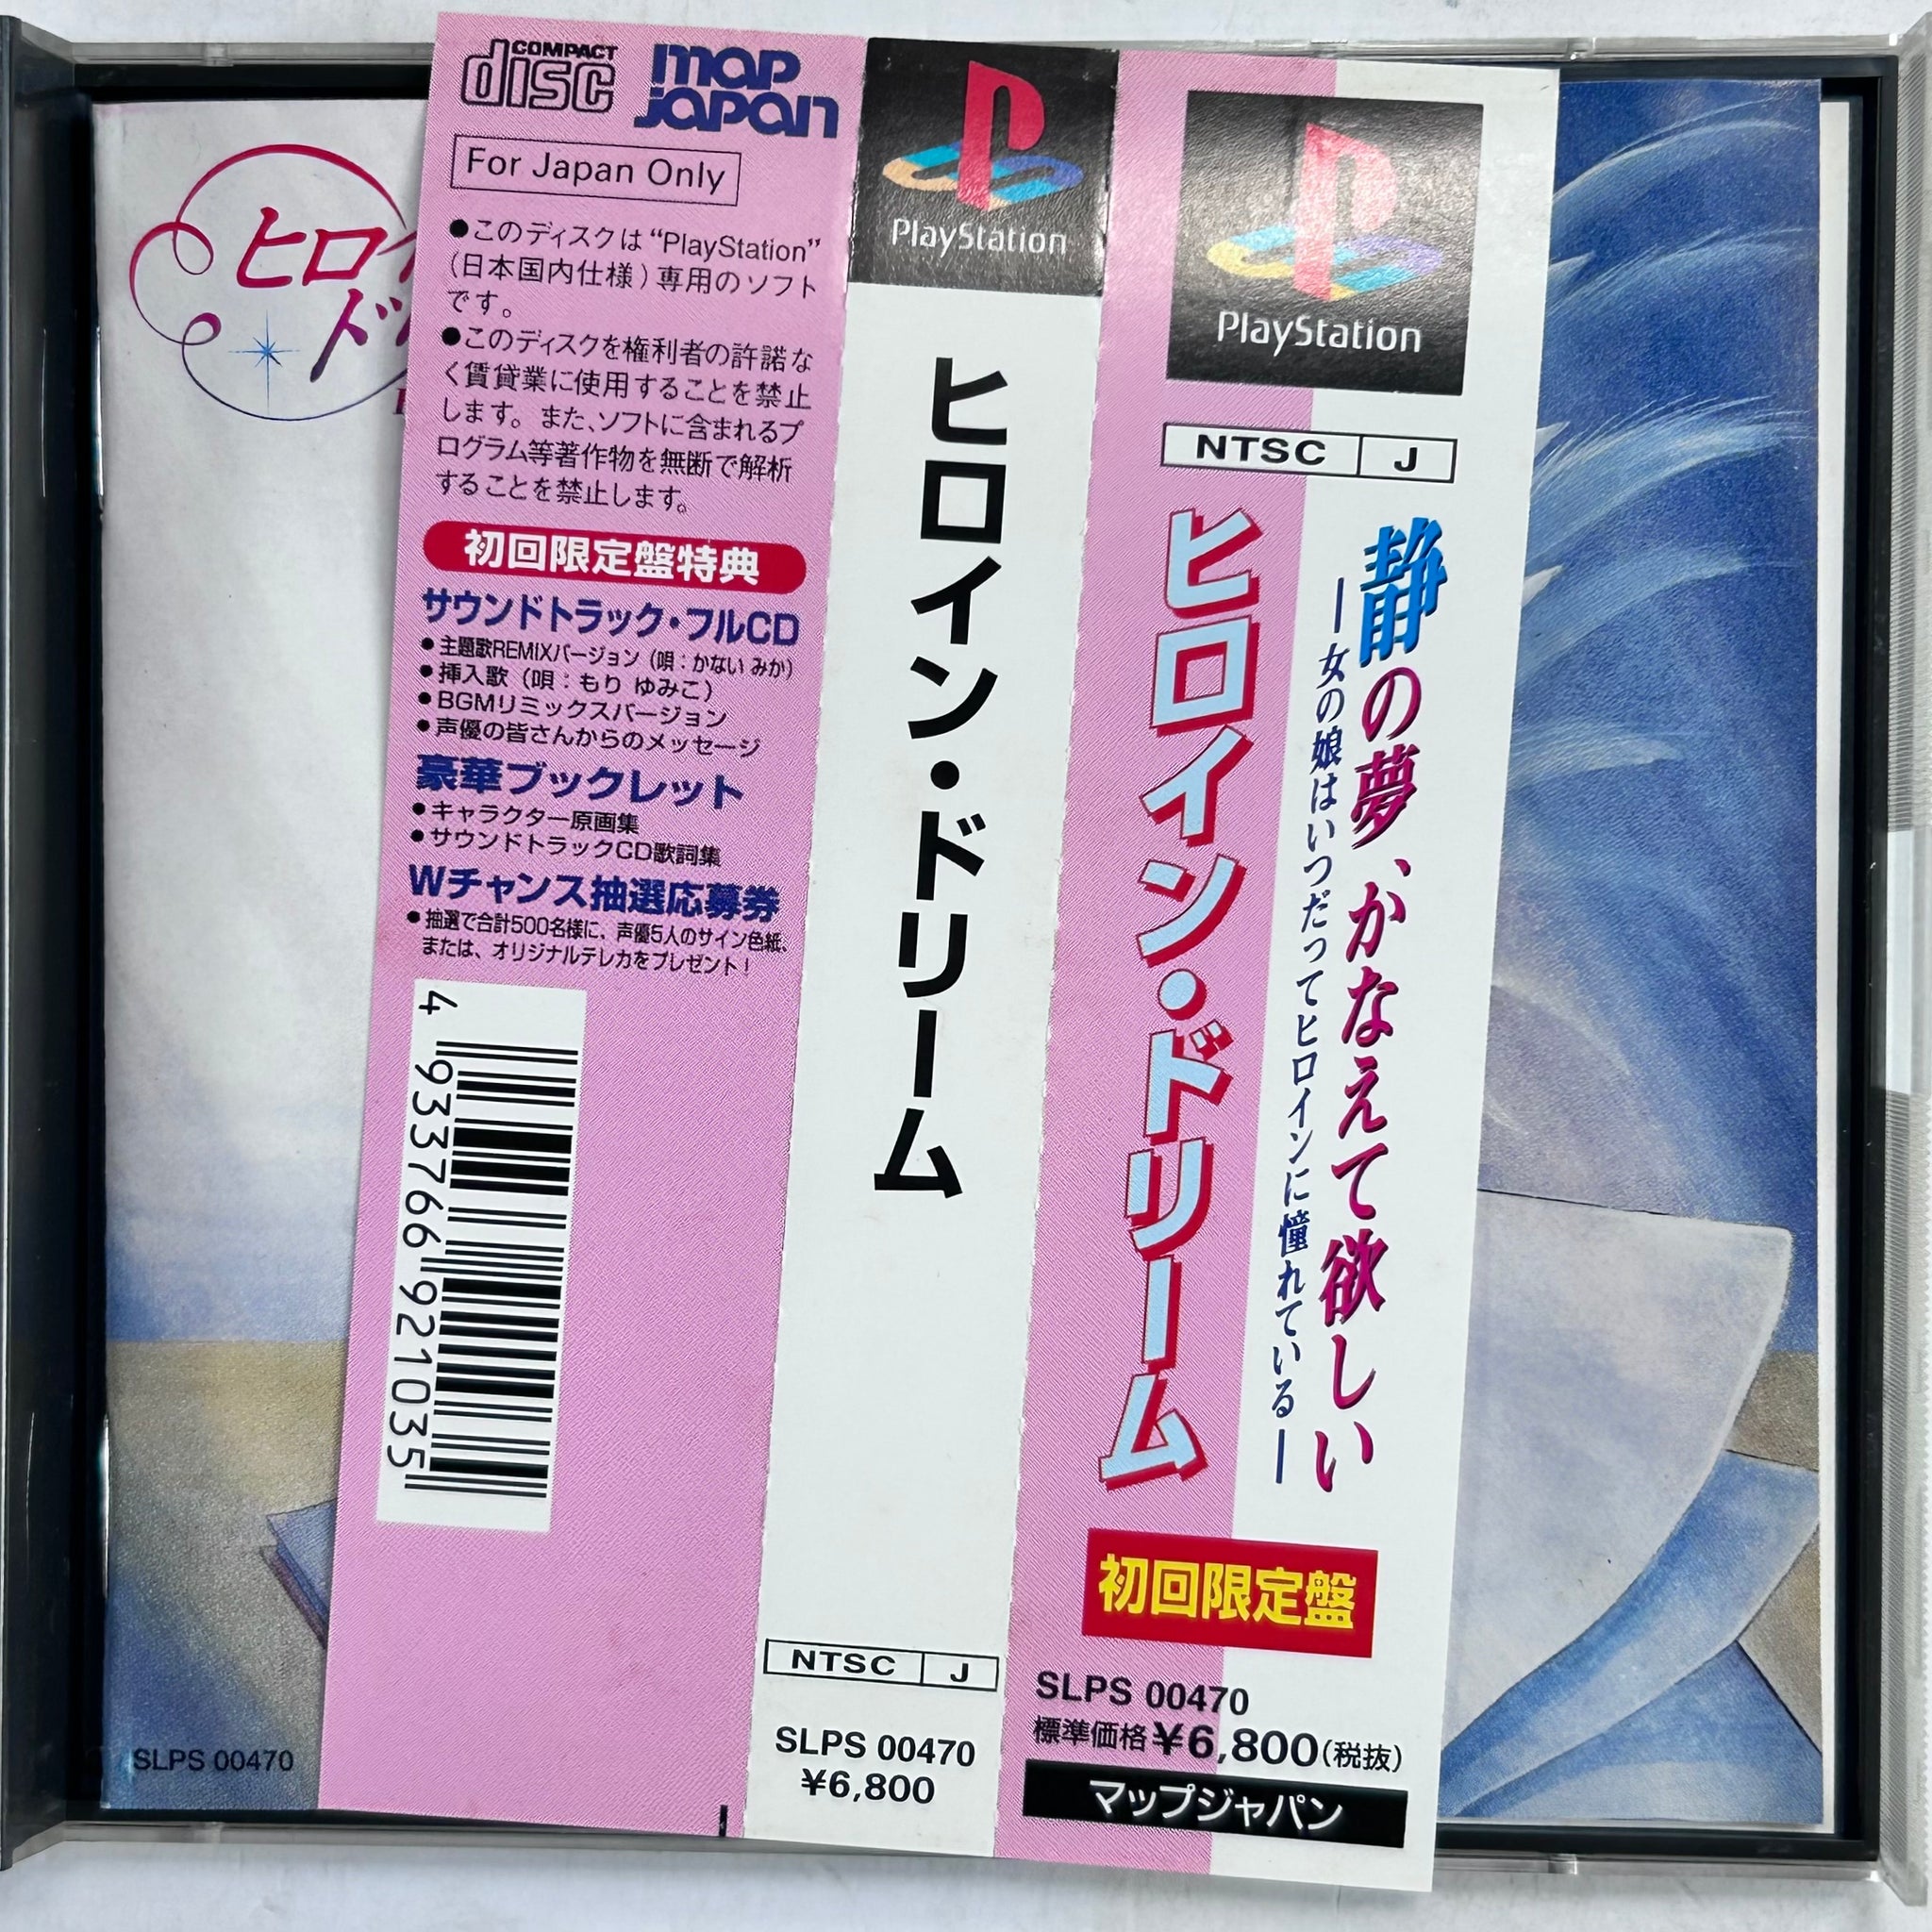 ヒロイ
ド
SLPS 00470
COMPACT
disc
map
japan
For Japan Only
●このディスクは“PlayStation”
(日本国内仕様)専用のソフト
です。
●このディスクを権利者の許諾な
く賃貸業に使用することを禁止
します。また、ソフトに含まれるプ
ログラム等著作物を無断で解析
することを禁止します。
初回限定盤特典
サウンドトラック・フルCD
●主題歌REMIXバージョン(唄:かない みか)
●挿入歌(唄:もり ゆみこ)
●BGMリミックスバージョン
●声優の皆さんからのメッセージ
豪華ブックレット
●キャラクター原画集
●サウンドトラックCD歌詞集
Wチャンス抽選応募券
●抽選で合計500名様に、声優5人のサイン色紙、
または、オリジナルテレカをプレゼント!
4 933766 921035
PlayStation
ヒロイン・ドリーム
NTSC J
SLPS 00470
¥6,800
PlayStation
NTSC J
静の夢、かなえて欲しい
―女の娘はいつだってヒロインに憧れている―
ヒロイン・ドリーム
初回限定盤
SLPS 00470
標準価格¥6,800(税抜)
マップジャパン